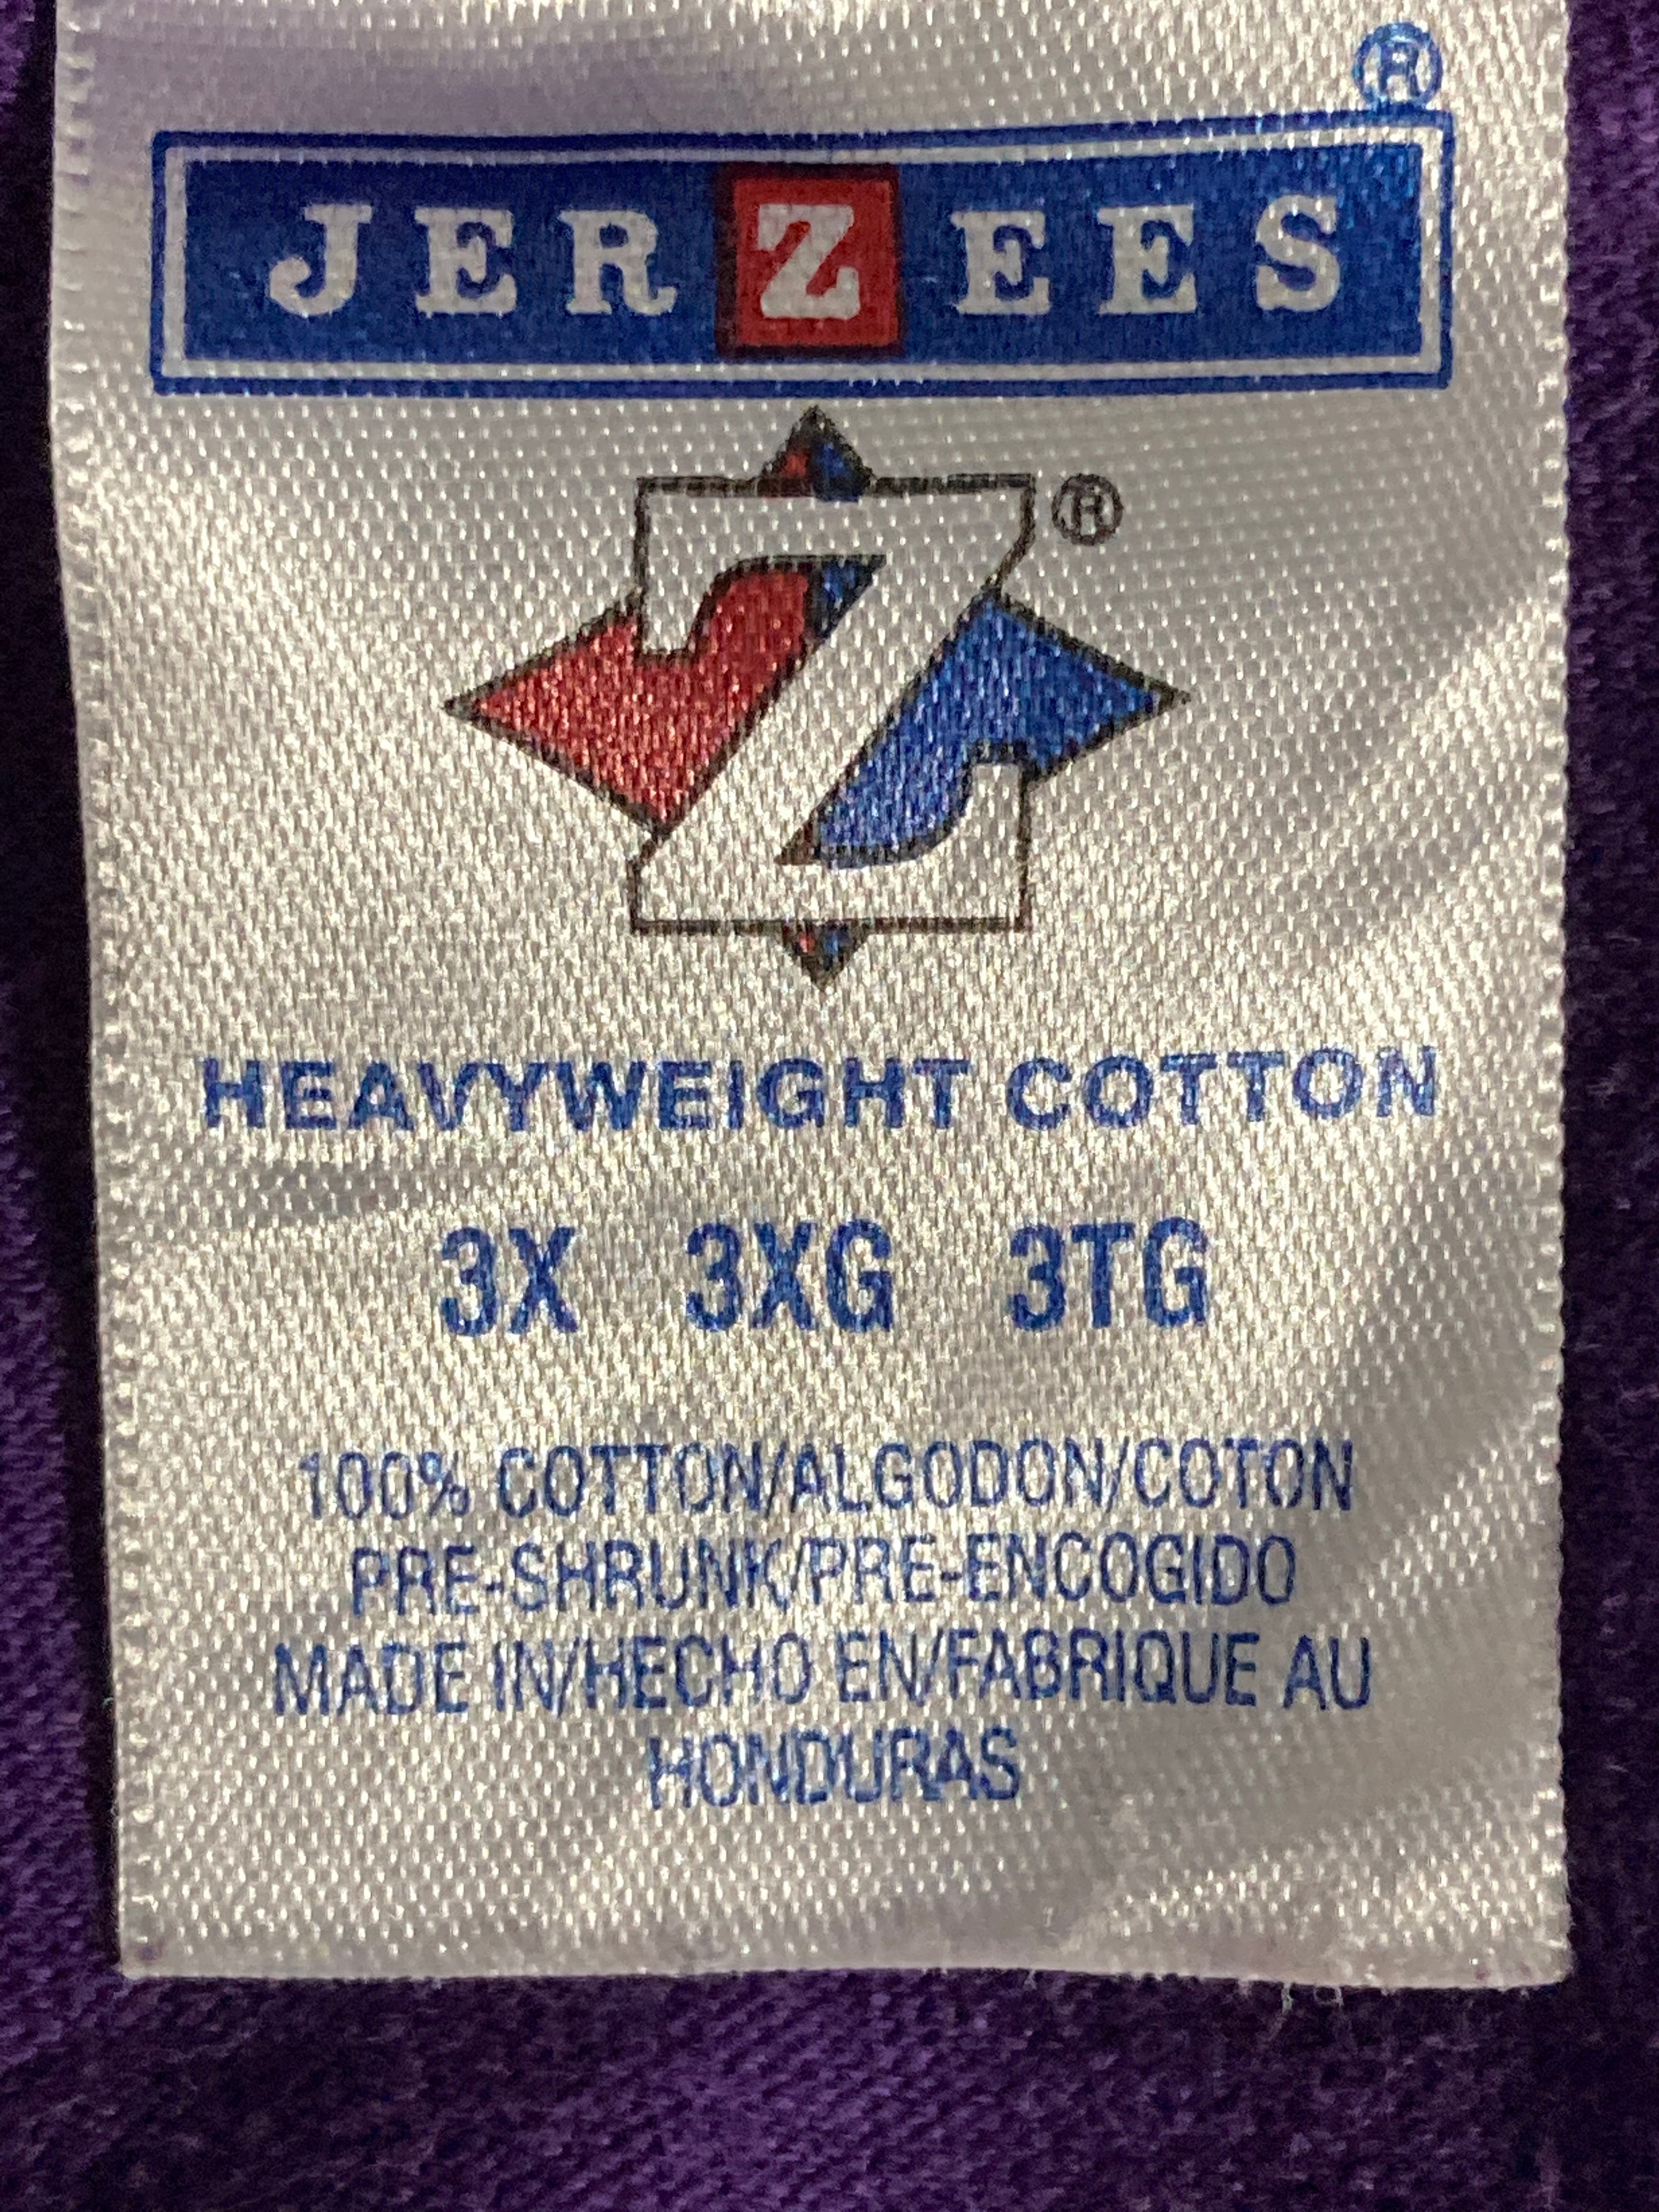 ®
JERZEES
Z ®
HEAVYWEIGHT COTTON
3X 3XG 3TG
100% COTTON/ALGODON/COTON
PRE-SHRUNK/PRE-ENCOGIDO
MADE IN/HECHO EN/FABRIQUE AU
HONDURAS